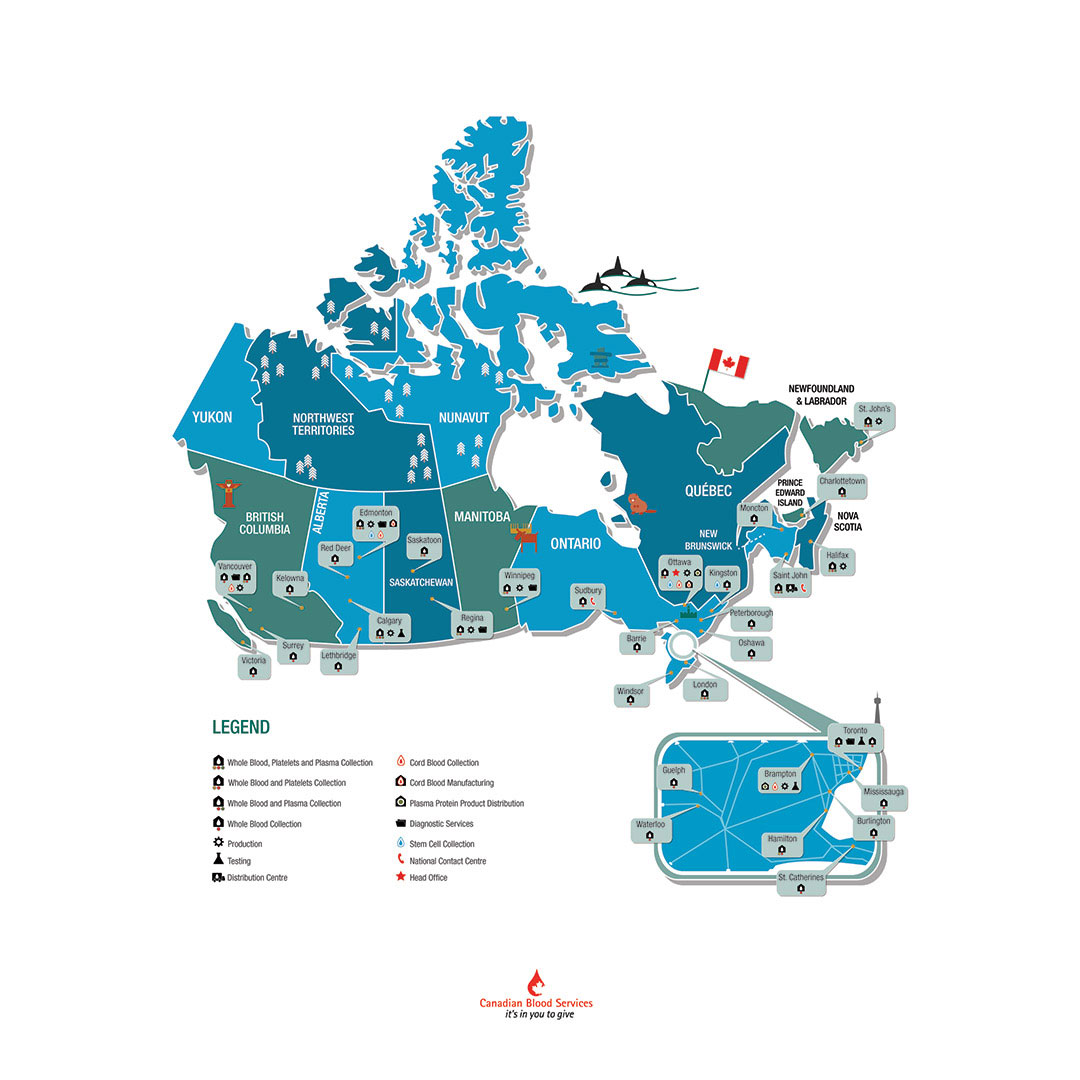 NEWFOUNDLAND
& LABRADOR
St. John's
YUKON
NORTHWEST
TERRITORIES
NUNAVUT
QUÉBEC
PRINCE
EDWARD
ISLAND
Charlottetown
NOVA
SCOTIA
Moncton
ALBERTA
Edmonton
BRITISH
COLUMBIA
MANITOBA
ONTARIO
NEW
BRUNSWICK
Saskatoon
Red Deer
SASKATCHEWAN
Halifax
Vancouver
Kelowna
Winnipeg
Sudbury
Ottawa
Kingston
Saint John
Calgary
Regina
Peterborough
Barrie
Oshawa
Victoria
Surrey
Lethbridge
Windsor
London
LEGEND
Whole Blood, Platelets and Plasma Collection
Whole Blood and Platelets Collection
Whole Blood and Plasma Collection
Whole Blood Collection
Production
Testing
Distribution Centre
Cord Blood Collection
Cord Blood Manufacturing
Plasma Protein Product Distribution
Diagnostic Services
Stem Cell Collection
National Contact Centre
Head Office
Toronto
Guelph
Brampton
Mississauga
Waterloo
Burlington
Hamilton
St. Catherines
Canadian Blood Services
it's in you to give